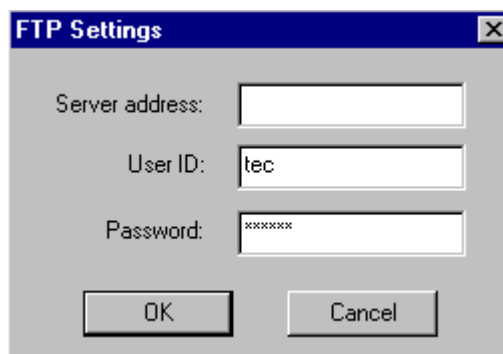 FTP Settings
Server address:
User ID: tec
Password: ******
OK Cancel